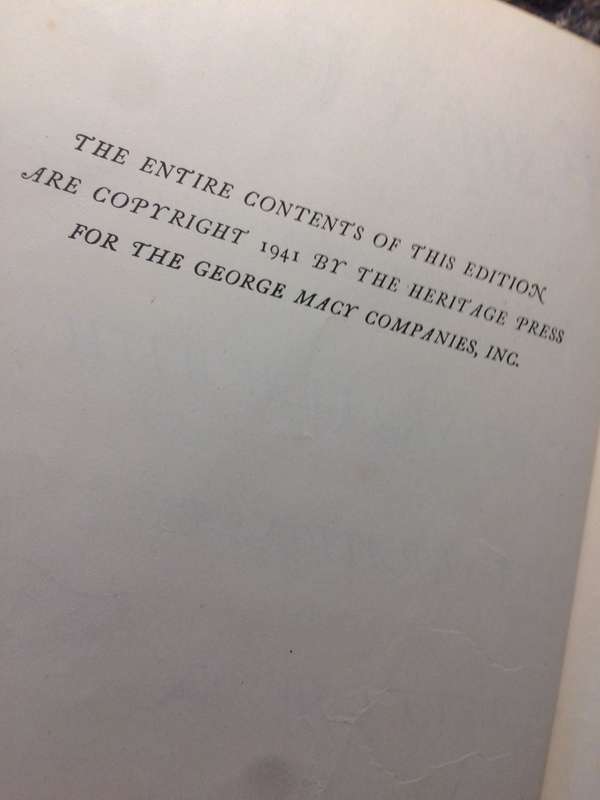 THE ENTIRE CONTENTS OF THIS EDITION
ARE COPYRIGHT 1941 BY THE HERITAGE PRESS
FOR THE GEORGE MACY COMPANIES, INC.